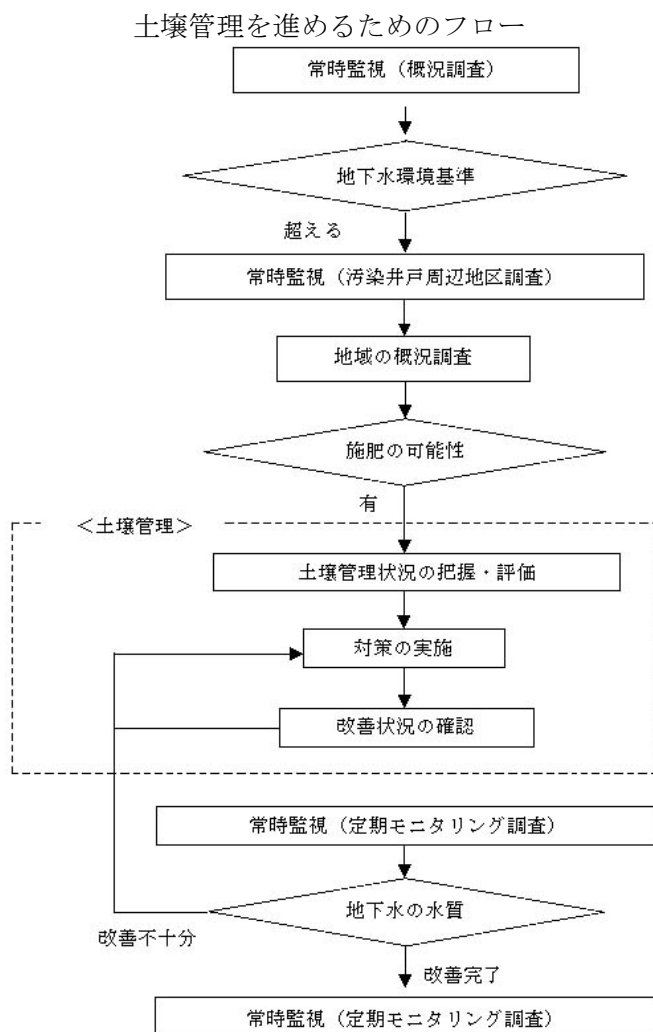 土壌管理を進めるためのフロー
常時監視（概況調査）
地下水環境基準
超える
常時監視（汚染井戸周辺地区調査）
地域の概況調査
施肥の可能性
有
＜土壌管理＞
土壌管理状況の把握・評価
対策の実施
改善状況の確認
常時監視（定期モニタリング調査）
地下水の水質
改善不十分
改善完了
常時監視（定期モニタリング調査）